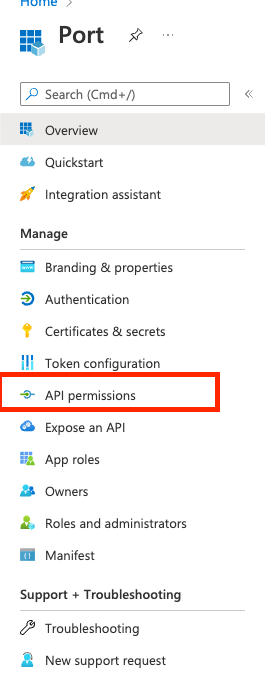 Home
Port
Search (Cmd+/)
Overview
Quickstart
Integration assistant
Manage
Branding & properties
Authentication
Certificates & secrets
Token configuration
API permissions
Expose an API
App roles
Owners
Roles and administrators
Manifest
Support + Troubleshooting
Troubleshooting
New support request